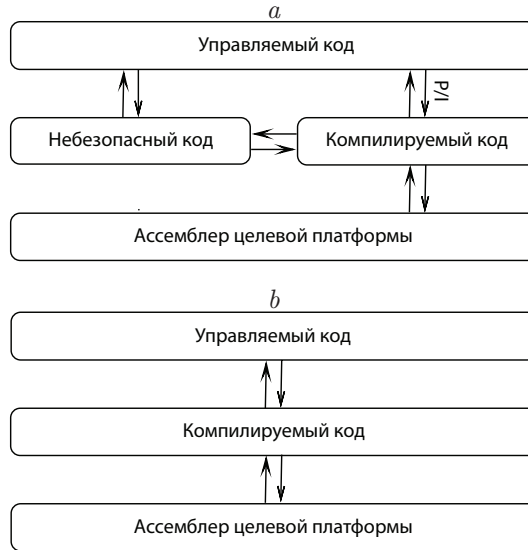 a
Управляемый код
P/I
Небезопасный код
Компилируемый код
Ассемблер целевой платформы
b
Управляемый код
Компилируемый код
Ассемблер целевой платформы